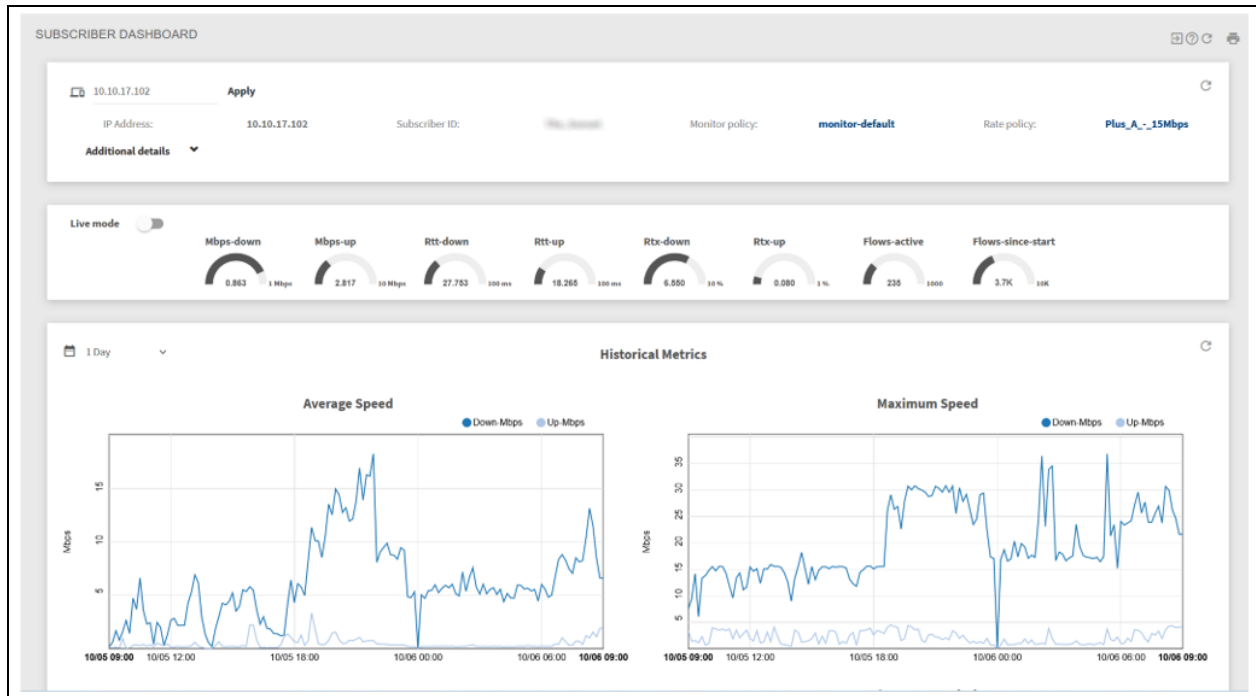 SUBSCRIBER DASHBOARD
10.10.17.102 Apply
IP Address: 10.10.17.102 Subscriber ID: Monitor policy: monitor-default Rate policy: Plus_A_-_15Mbps
Additional details
Live mode
Mbps-down Mbps-up Rtt-down Rtt-up Rtx-down Rtx-up Flows-active Flows-since-start
0.863 1 Mbps 2.817 10 Mbps 27.753 100 ms 18.265 100 ms 6.550 10 % 0.080 1 % 235 1000 3.7K 10K
1 Day
Historical Metrics
Average Speed
Down-Mbps Up-Mbps
Mbps
15
10
5
10/05 09:00 10/05 12:00 10/05 18:00 10/06 00:00 10/06 06:00 10/06 09:00
Maximum Speed
Down-Mbps Up-Mbps
Mbps
35
30
25
20
15
10
5
10/05 09:00 10/05 12:00 10/05 18:00 10/06 00:00 10/06 06:00 10/06 09:00